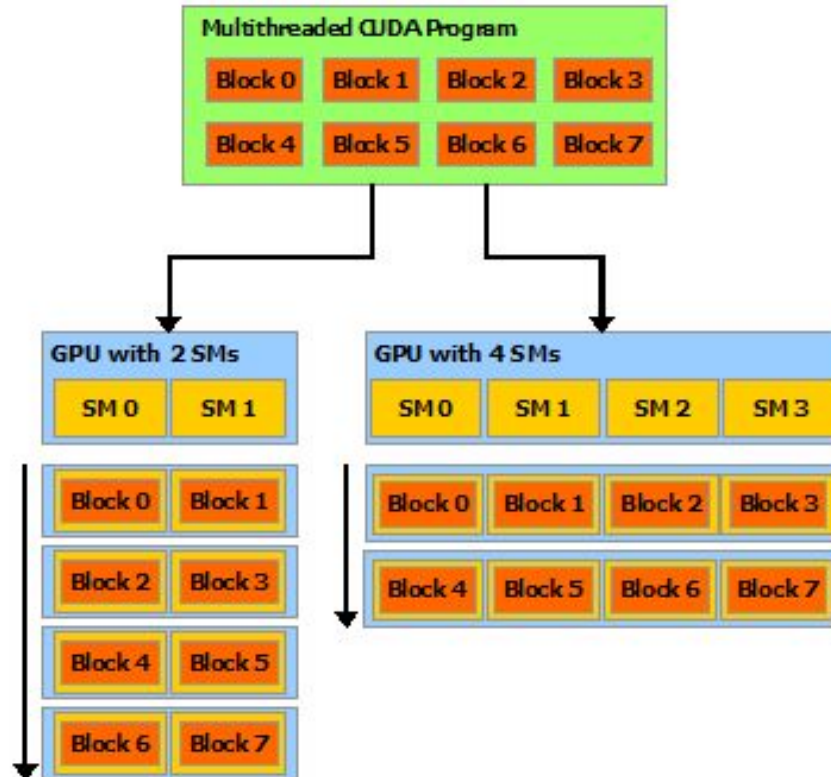 Multithreaded CUDA Program
Block 0 Block 1 Block 2 Block 3
Block 4 Block 5 Block 6 Block 7
GPU with 2 SMs
SM 0 SM 1
Block 0 Block 1
Block 2 Block 3
Block 4 Block 5
Block 6 Block 7
GPU with 4 SMs
SM 0 SM 1 SM 2 SM 3
Block 0 Block 1 Block 2 Block 3
Block 4 Block 5 Block 6 Block 7